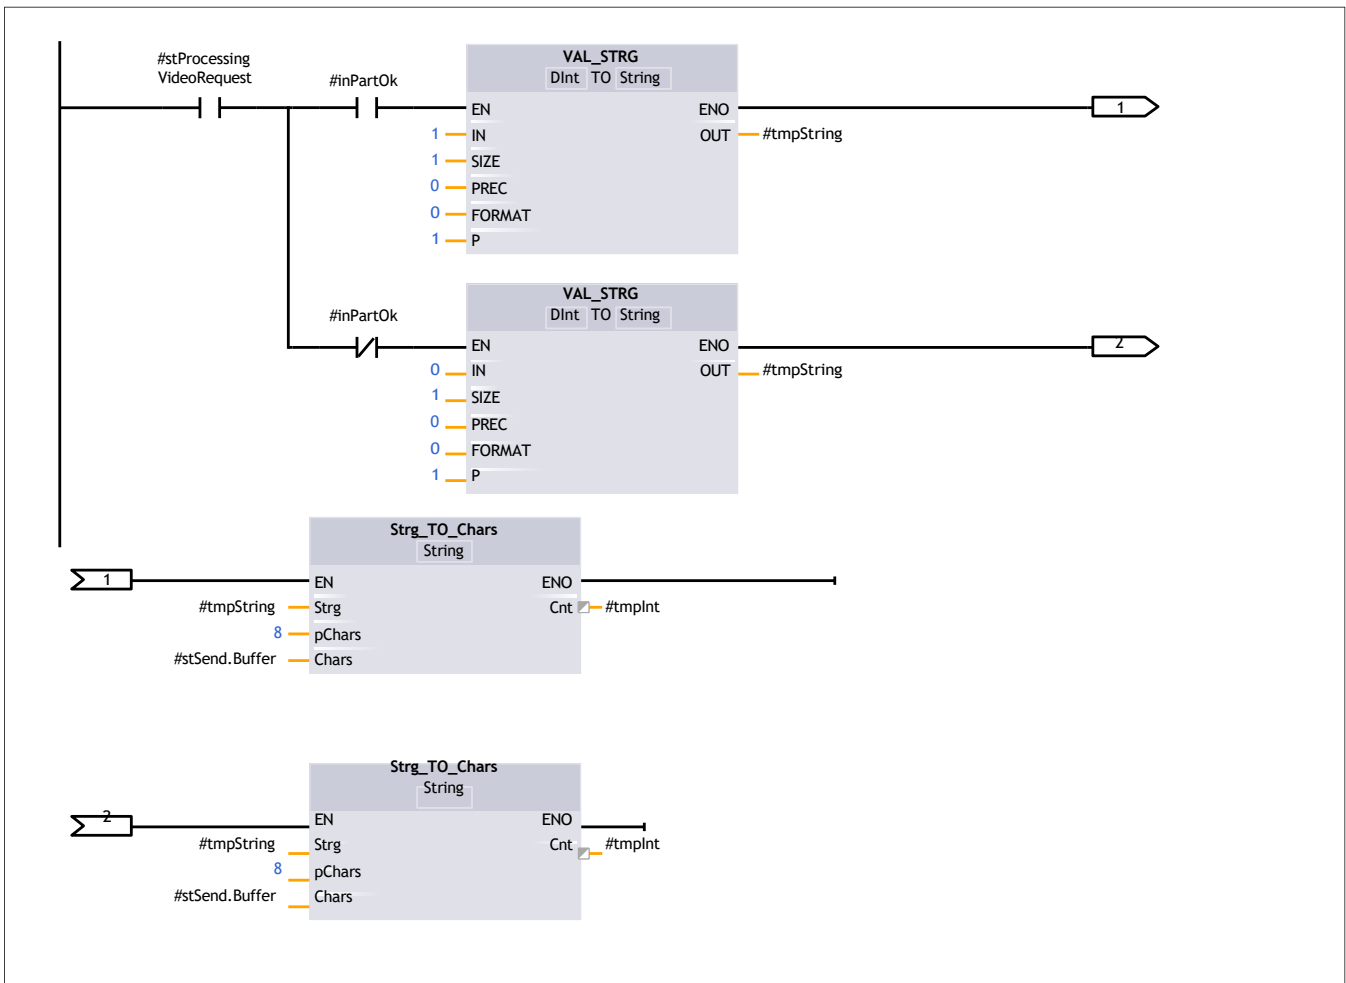 #stProcessing
VideoRequest
#inPartOk
VAL_STRG
DInt TO String
EN ENO
1 IN OUT #tmpString
1 SIZE
0 PREC
0 FORMAT
1 P
1
#inPartOk
VAL_STRG
DInt TO String
EN ENO
0 IN OUT #tmpString
1 SIZE
0 PREC
0 FORMAT
1 P
2
Strg_TO_Chars
String
1 EN ENO
#tmpString Strg Cnt #tmpInt
8 pChars
#stSend.Buffer Chars
Strg_TO_Chars
String
2 EN ENO
#tmpString Strg Cnt #tmpInt
8 pChars
#stSend.Buffer Chars